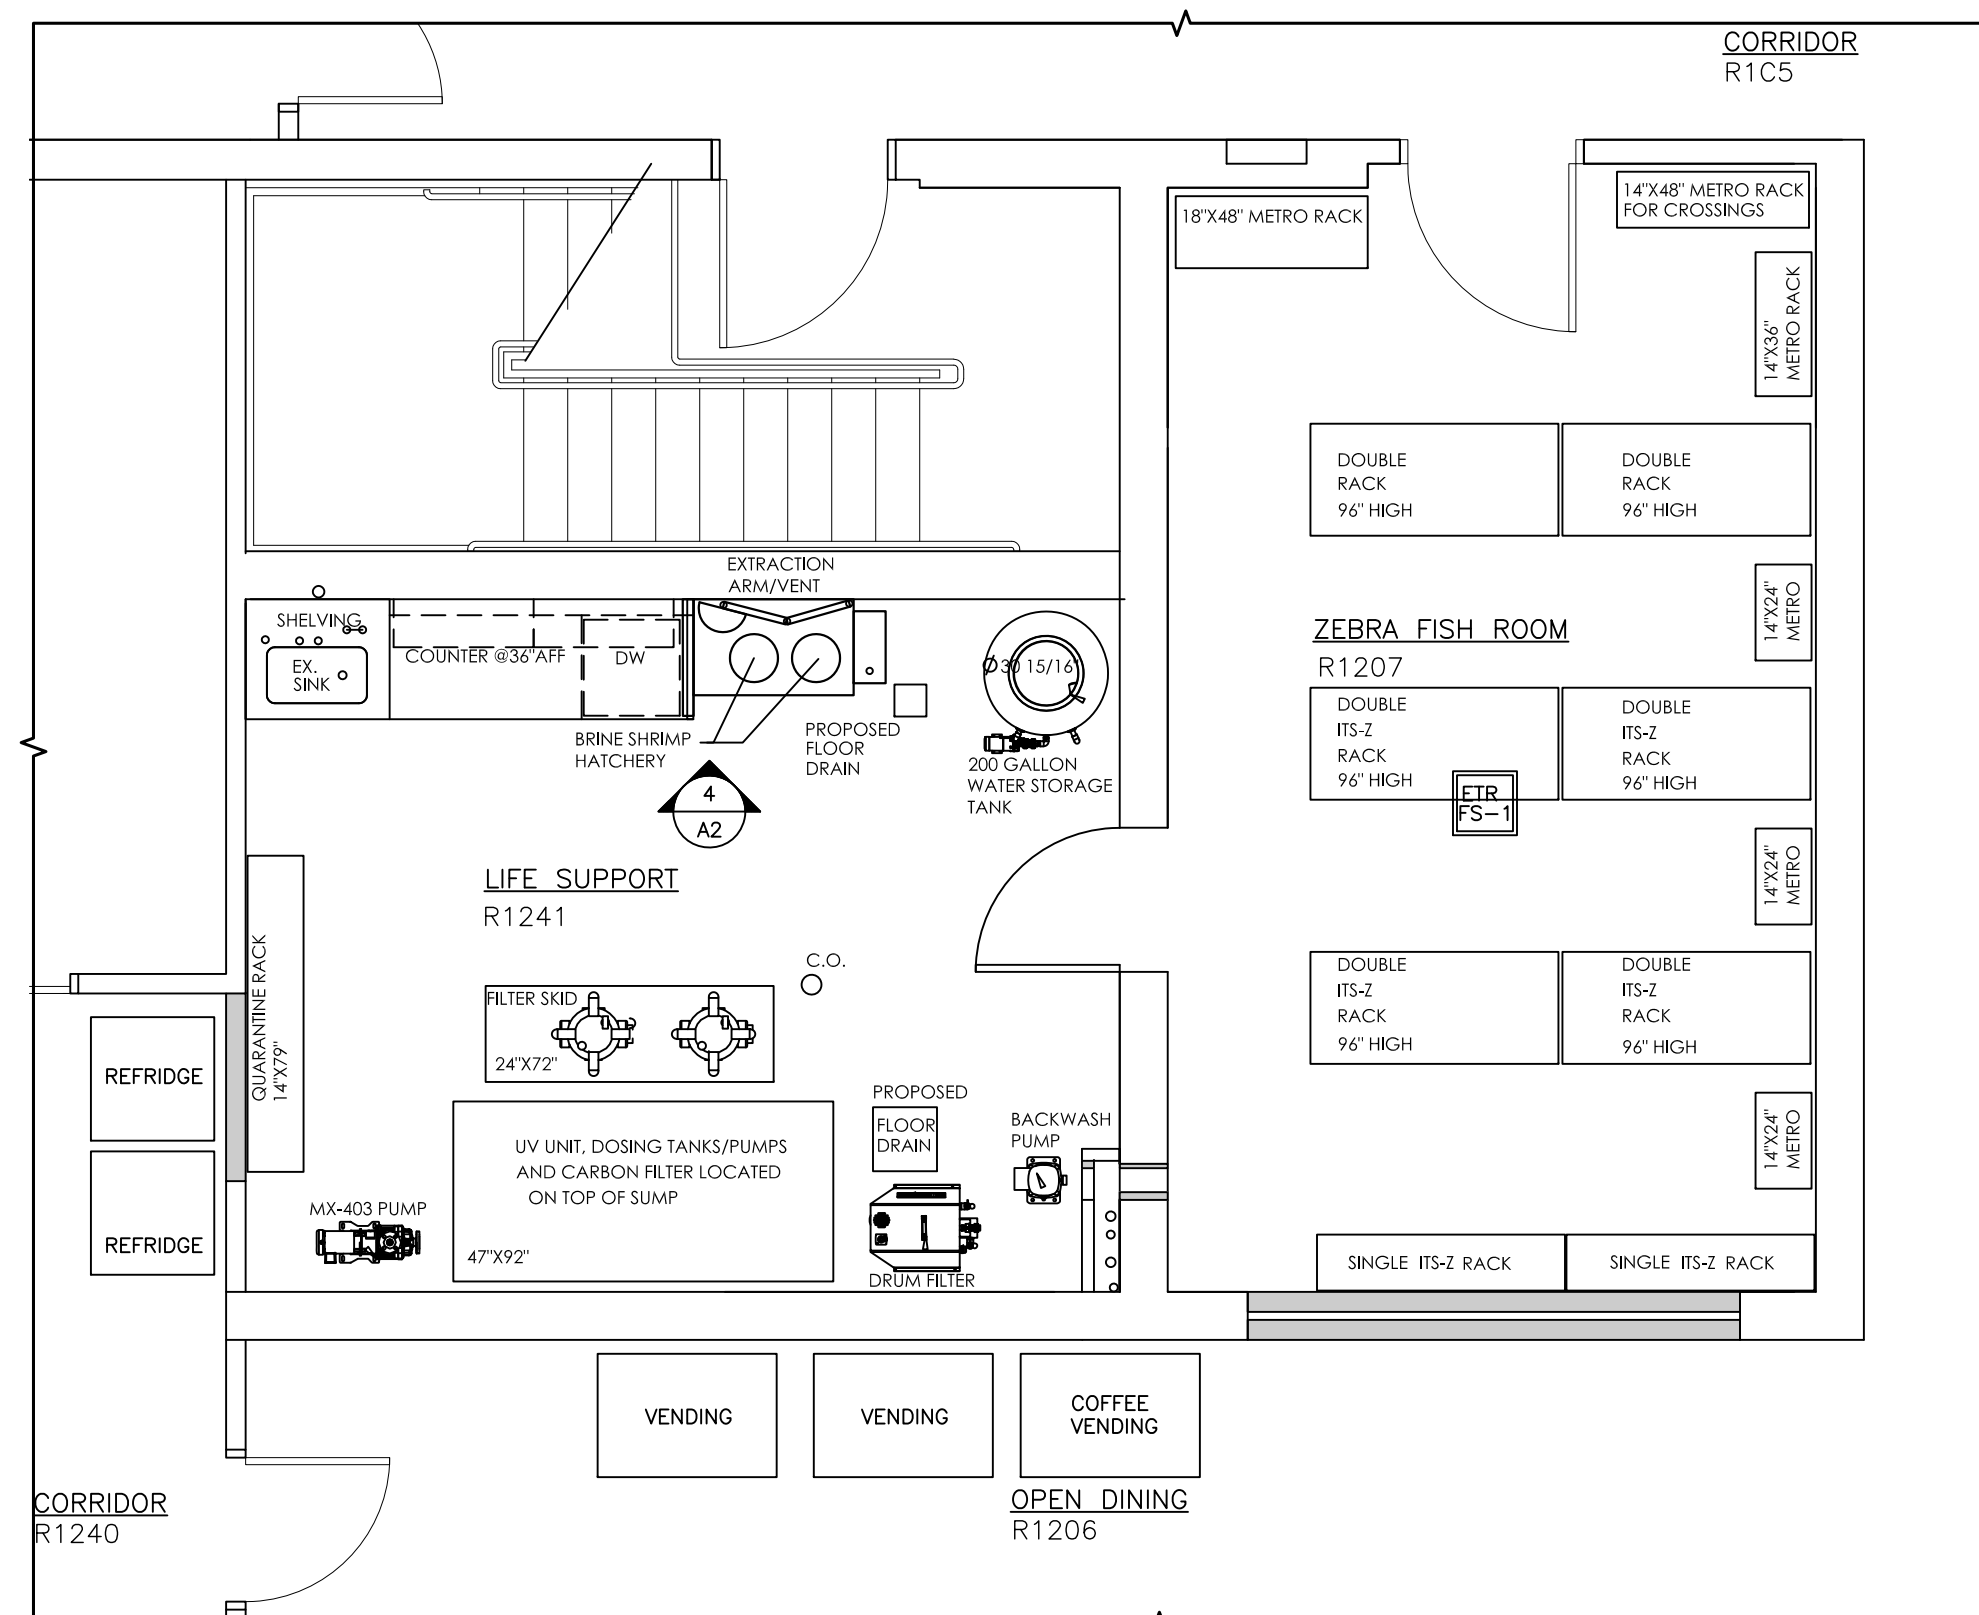 CORRIDOR
R1C5
14"X48" METRO RACK
FOR CROSSINGS
18"X48" METRO RACK
14"X36"
METRO RACK
DOUBLE
RACK
96" HIGH
DOUBLE
RACK
96" HIGH
EXTRACTION
ARM/VENT
SHELVING
EX.
SINK
COUNTER @36"AFF
DW
Ø30 15/16"
14"X24"
METRO
ZEBRA FISH ROOM
R1207
BRINE SHRIMP
HATCHERY
PROPOSED
FLOOR
DRAIN
200 GALLON
WATER STORAGE
TANK
4
A2
DOUBLE
ITS-Z
RACK
96" HIGH
DOUBLE
ITS-Z
RACK
96" HIGH
ETR
FS-1
14"X24"
METRO
LIFE SUPPORT
R1241
C.O.
QUARANTINE RACK
14"X79"
FILTER SKID
24"X72"
DOUBLE
ITS-Z
RACK
96" HIGH
DOUBLE
ITS-Z
RACK
96" HIGH
REFRIDGE
REFRIDGE
UV UNIT, DOSING TANKS/PUMPS
AND CARBON FILTER LOCATED
ON TOP OF SUMP
47"X92"
PROPOSED
FLOOR
DRAIN
BACKWASH
PUMP
14"X24"
METRO
MX-403 PUMP
DRUM FILTER
SINGLE ITS-Z RACK
SINGLE ITS-Z RACK
VENDING
VENDING
COFFEE
VENDING
CORRIDOR
R1240
OPEN DINING
R1206